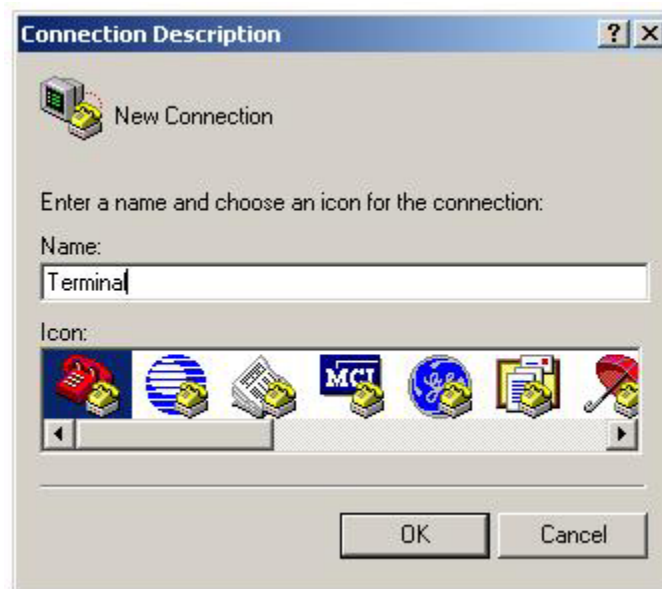 Connection Description
New Connection
Enter a name and choose an icon for the connection:
Name:
Terminal
Icon:
MCI
OK Cancel